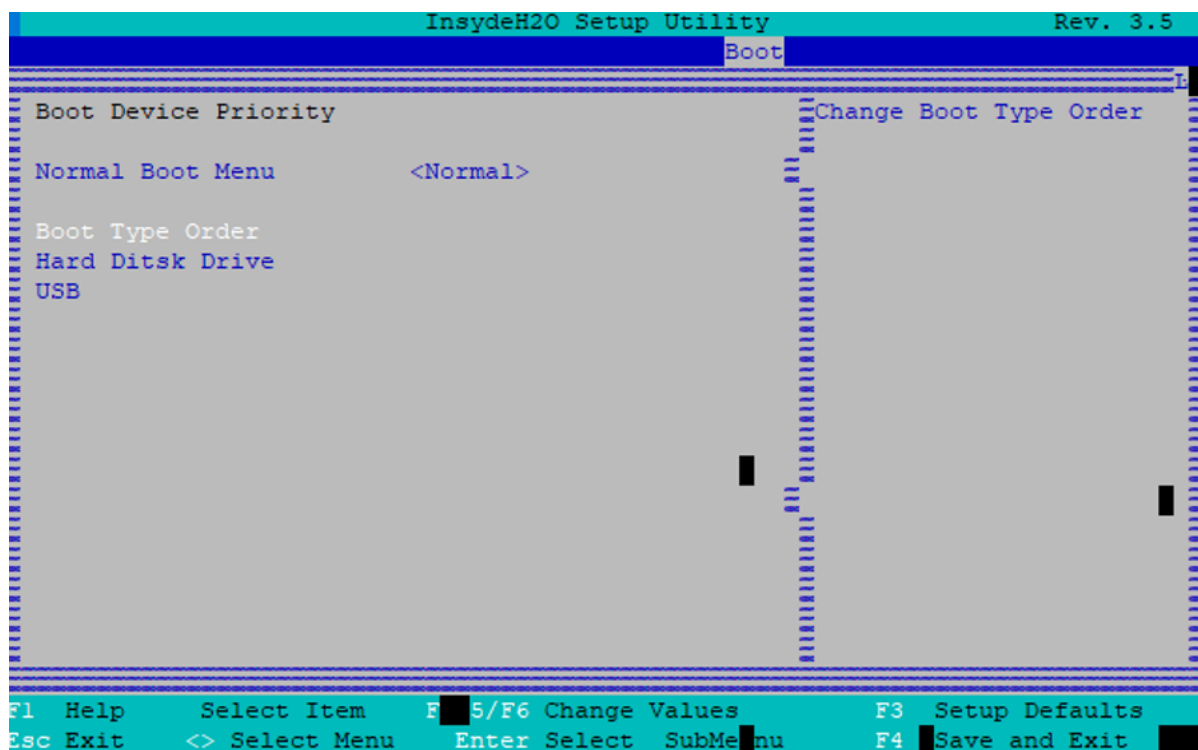 InsydeH2O Setup Utility Rev. 3.5
Boot
Boot Device Priority
Change Boot Type Order
Normal Boot Menu <Normal>
Boot Type Order
Hard Ditsk Drive
USB
F1 Help Select Item F 5/F6 Change Values F3 Setup Defaults
Esc Exit <> Select Menu Enter Select SubMe nu F4 Save and Exit